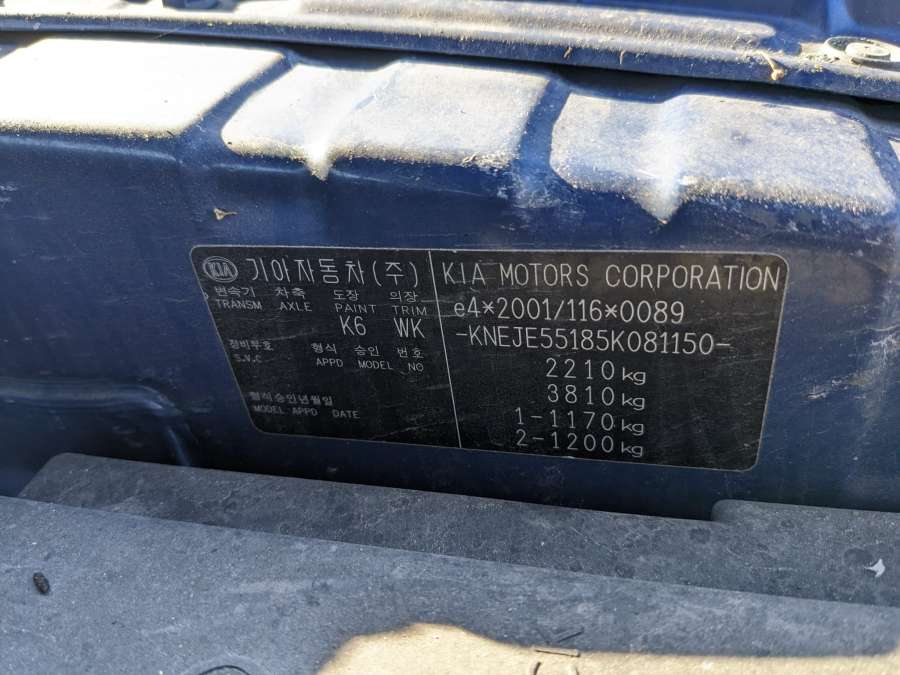 KIA 기아자동차(주)
변속기 차축 도장 의장
TRANSM AXLE PAINT TRIM
K6 WK
정비부호 형식 승인 번호
S.V.C APPD MODEL NO
형식승인년월일
MODEL APPD DATE
KIA MOTORS CORPORATION
e4*2001/116*0089
-KNEJE55185K081150-
2210kg
3810kg
1-1170kg
2-1200kg